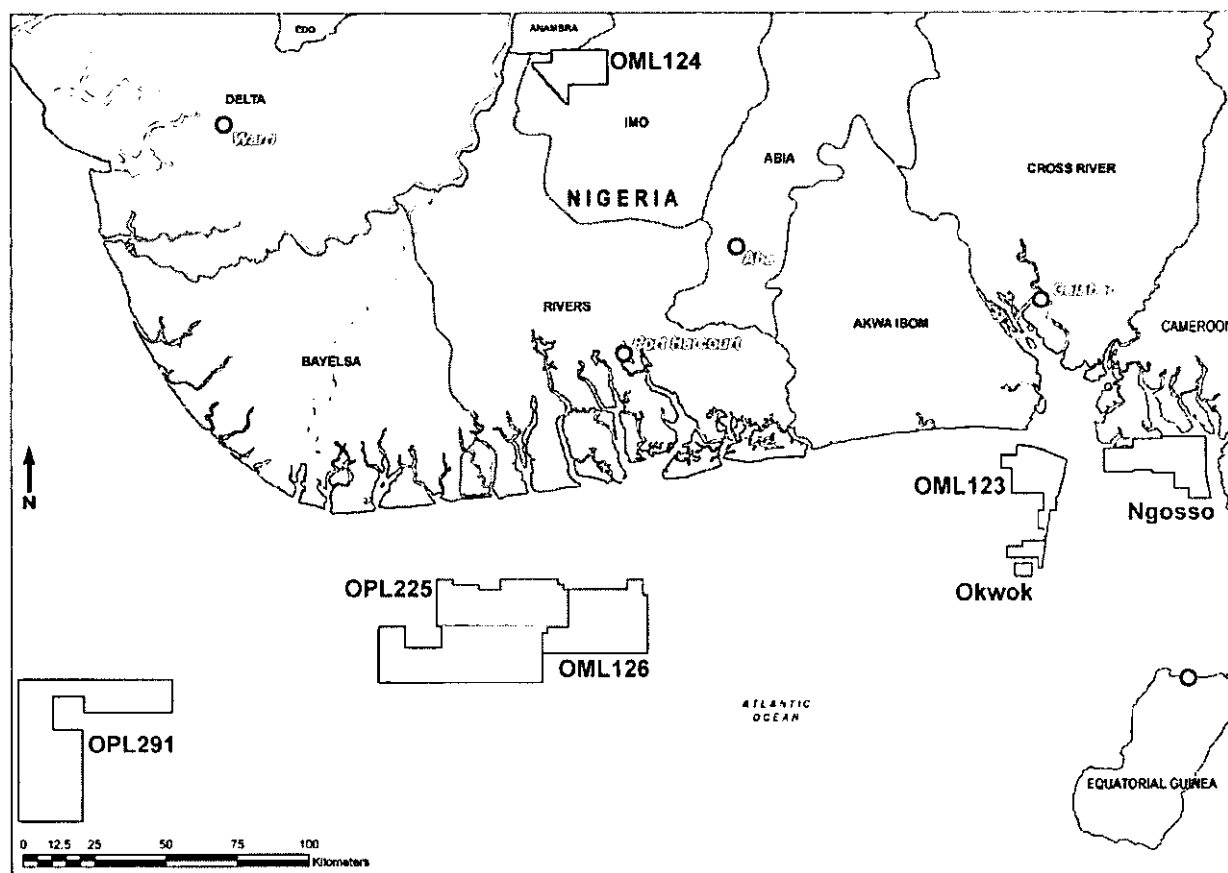 EDO
ANAMBRA
OML124
DELTA
Warri
IMO
ABIA
CROSS RIVER
NIGERIA
Aba
RIVERS
AKWA IBOM
CAMEROON
Port Harcourt
BAYELSA
N
OML123
Ngosso
OPL225
Okwok
OML126
ATLANTIC
OCEAN
OPL291
EQUATORIAL GUINEA
0 12.5 25 50 75 100
Kilometers